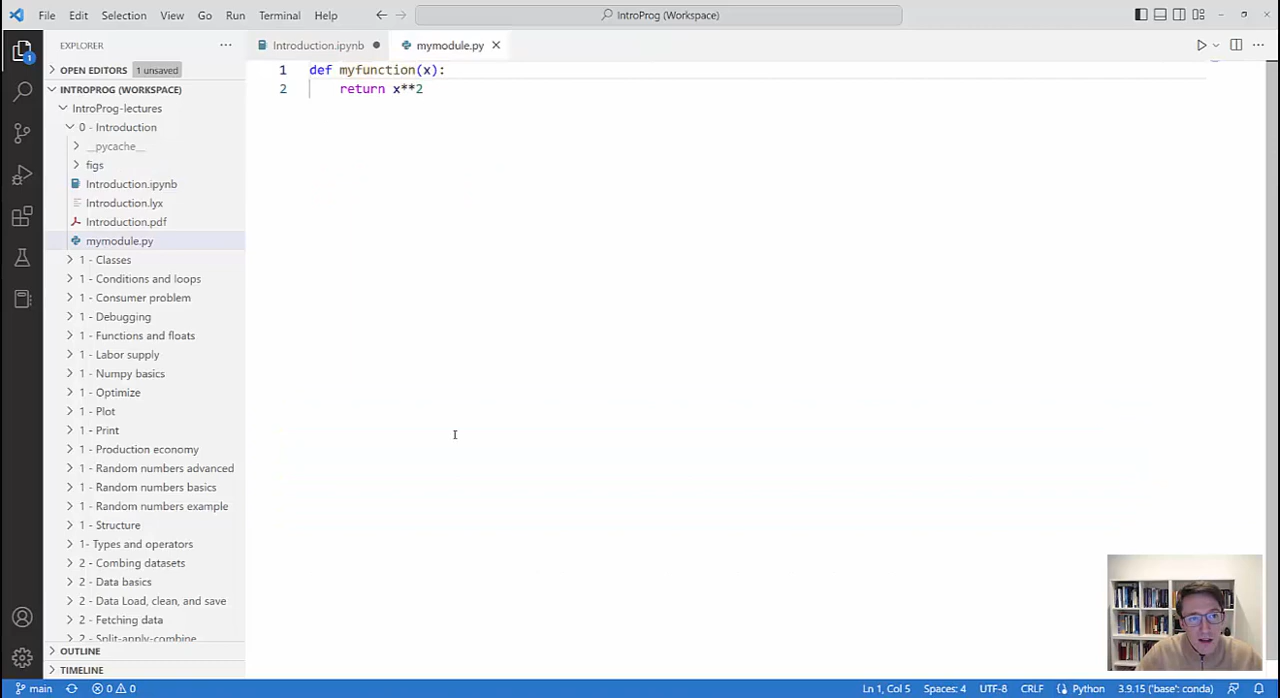 File Edit Selection View Go Run Terminal Help
IntroProg (Workspace)
EXPLORER
Introduction.ipynb
mymodule.py
1
OPEN EDITORS 1 unsaved
INTROPROG (WORKSPACE)
IntroProg-lectures
0 - Introduction
__pycache__
figs
Introduction.ipynb
Introduction.lyx
Introduction.pdf
mymodule.py
1 - Classes
1 - Conditions and loops
1 - Consumer problem
1 - Debugging
1 - Functions and floats
1 - Labor supply
1 - Numpy basics
1 - Optimize
1 - Plot
1 - Print
1 - Production economy
1 - Random numbers advanced
1 - Random numbers basics
1 - Random numbers example
1 - Structure
1- Types and operators
2 - Combing datasets
2 - Data basics
2 - Data Load, clean, and save
2 - Fetching data
2 - Split-apply-combine
OUTLINE
TIMELINE
1 def myfunction(x):
2 return x**2
main 0 0 Ln 1, Col 5 Spaces: 4 UTF-8 CRLF Python 3.9.15 ('base': conda)